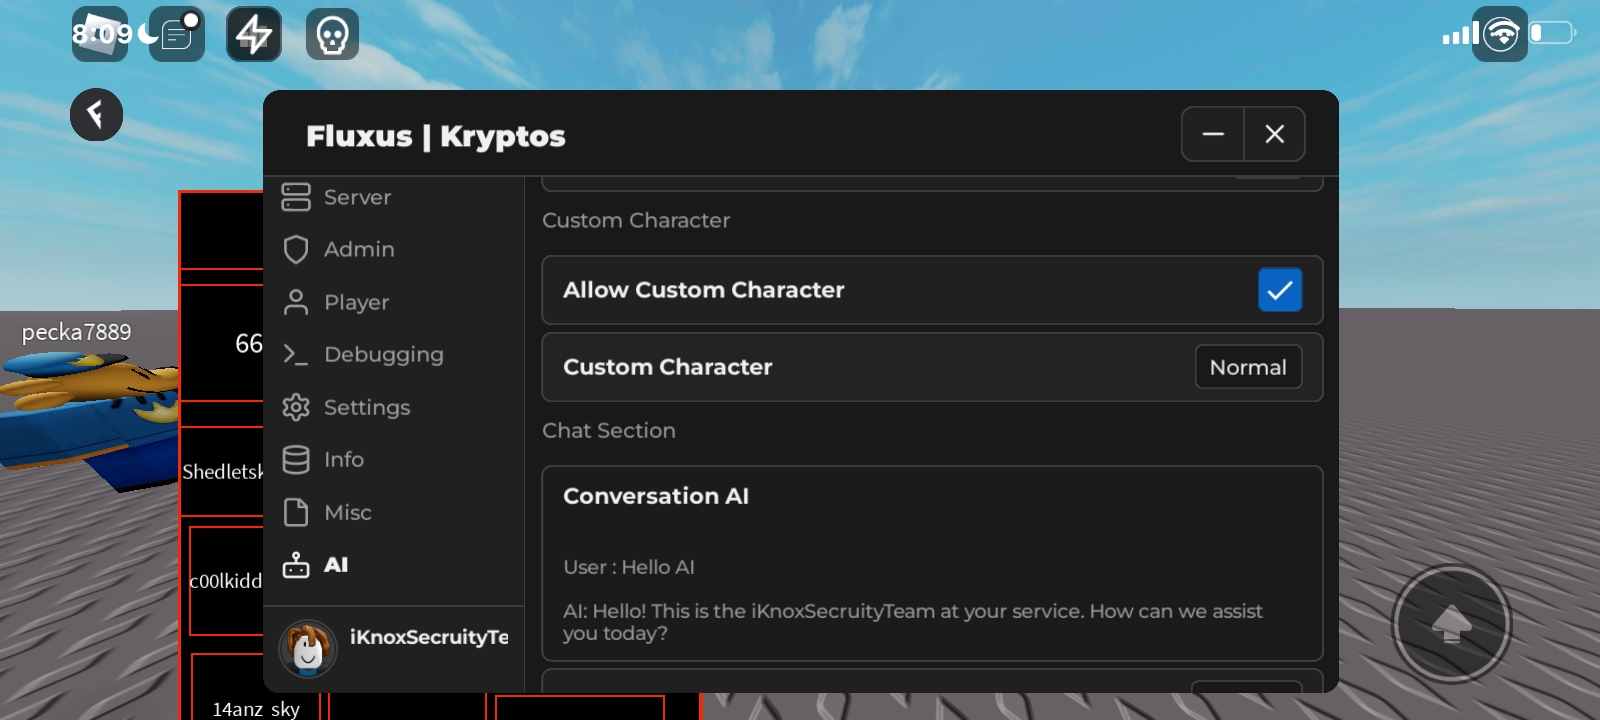 8:09
Fluxus | Kryptos
Server
Admin
Player
Debugging
Settings
Info
Misc
AI
iKnoxSecruityTe
Custom Character
Allow Custom Character
Custom Character
Normal
Chat Section
Conversation AI
User : Hello AI
AI: Hello! This is the iKnoxSecruityTeam at your service. How can we assist
you today?
pecka7889
66
Shedletsk
c00lkidd
14anz sky